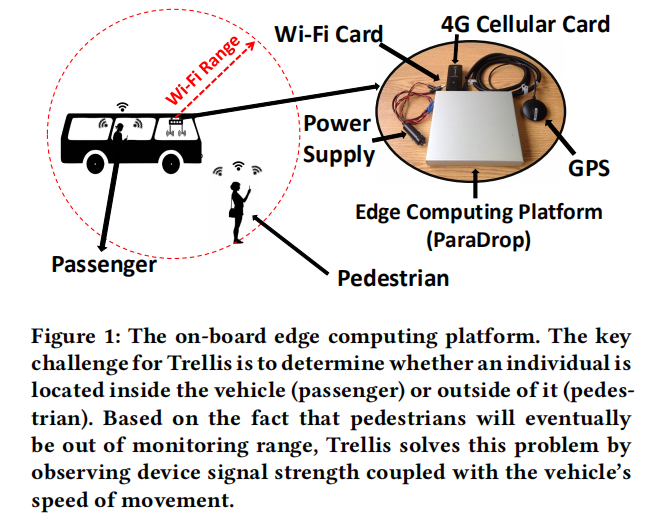 Wi-Fi Card
4G Cellular Card
Wi-Fi Range
Power
Supply
GPS
Edge Computing Platform
(ParaDrop)
Passenger
Pedestrian
Figure 1: The on-board edge computing platform. The key
challenge for Trellis is to determine whether an individual is
located inside the vehicle (passenger) or outside of it (pedes-
trian). Based on the fact that pedestrians will eventually
be out of monitoring range, Trellis solves this problem by
observing device signal strength coupled with the vehicle's
speed of movement.